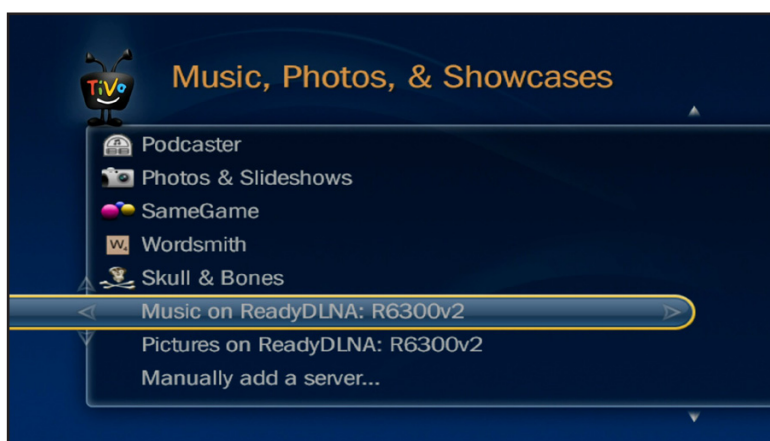 TiVo
Music, Photos, & Showcases
Podcaster
Photos & Slideshows
SameGame
W4
Wordsmith
Skull & Bones
Music on ReadyDLNA: R6300v2
Pictures on ReadyDLNA: R6300v2
Manually add a server...